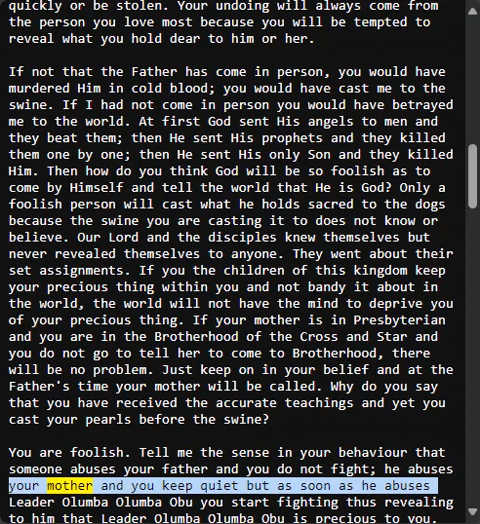 quickly or be stolen. Your undoing will always come from
the person you love most because you will be tempted to
reveal what you hold dear to him or her.
If not that the Father has come in person, you would have
murdered Him in cold blood; you would have cast me to the
swine. If I had not come in person you would have betrayed
me to the world. At first God sent His angels to men and
they beat them; then He sent His prophets and they killed
them one by one; then He sent His only Son and they killed
Him. Then how do you think God will be so foolish as to
come by Himself and tell the world that He is God? Only a
foolish person will cast what he holds sacred to the dogs
because the swine you are casting it to does not know or
believe. Our Lord and the disciples knew themselves but
never revealed themselves to anyone. They went about their
set assignments. If you the children of this kingdom keep
your precious thing within you and not bandy it about in
the world, the world will not have the mind to deprive you
of your precious thing. If your mother is in Presbyterian
and you are in the Brotherhood of the Cross and Star and
you do not go to tell her to come to Brotherhood, there
will be no problem. Just keep on in your belief and at the
Father's time your mother will be called. Why do you say
that you have received the accurate teachings and yet you
cast your pearls before the swine?
You are foolish. Tell me the sense in your behaviour that
someone abuses your father and you do not fight; he abuses
your mother and you keep quiet but as soon as he abuses
Leader Olumba Olumba Obu you start fighting thus revealing
to him that Leader Olumba Olumba Obu is precious to you.